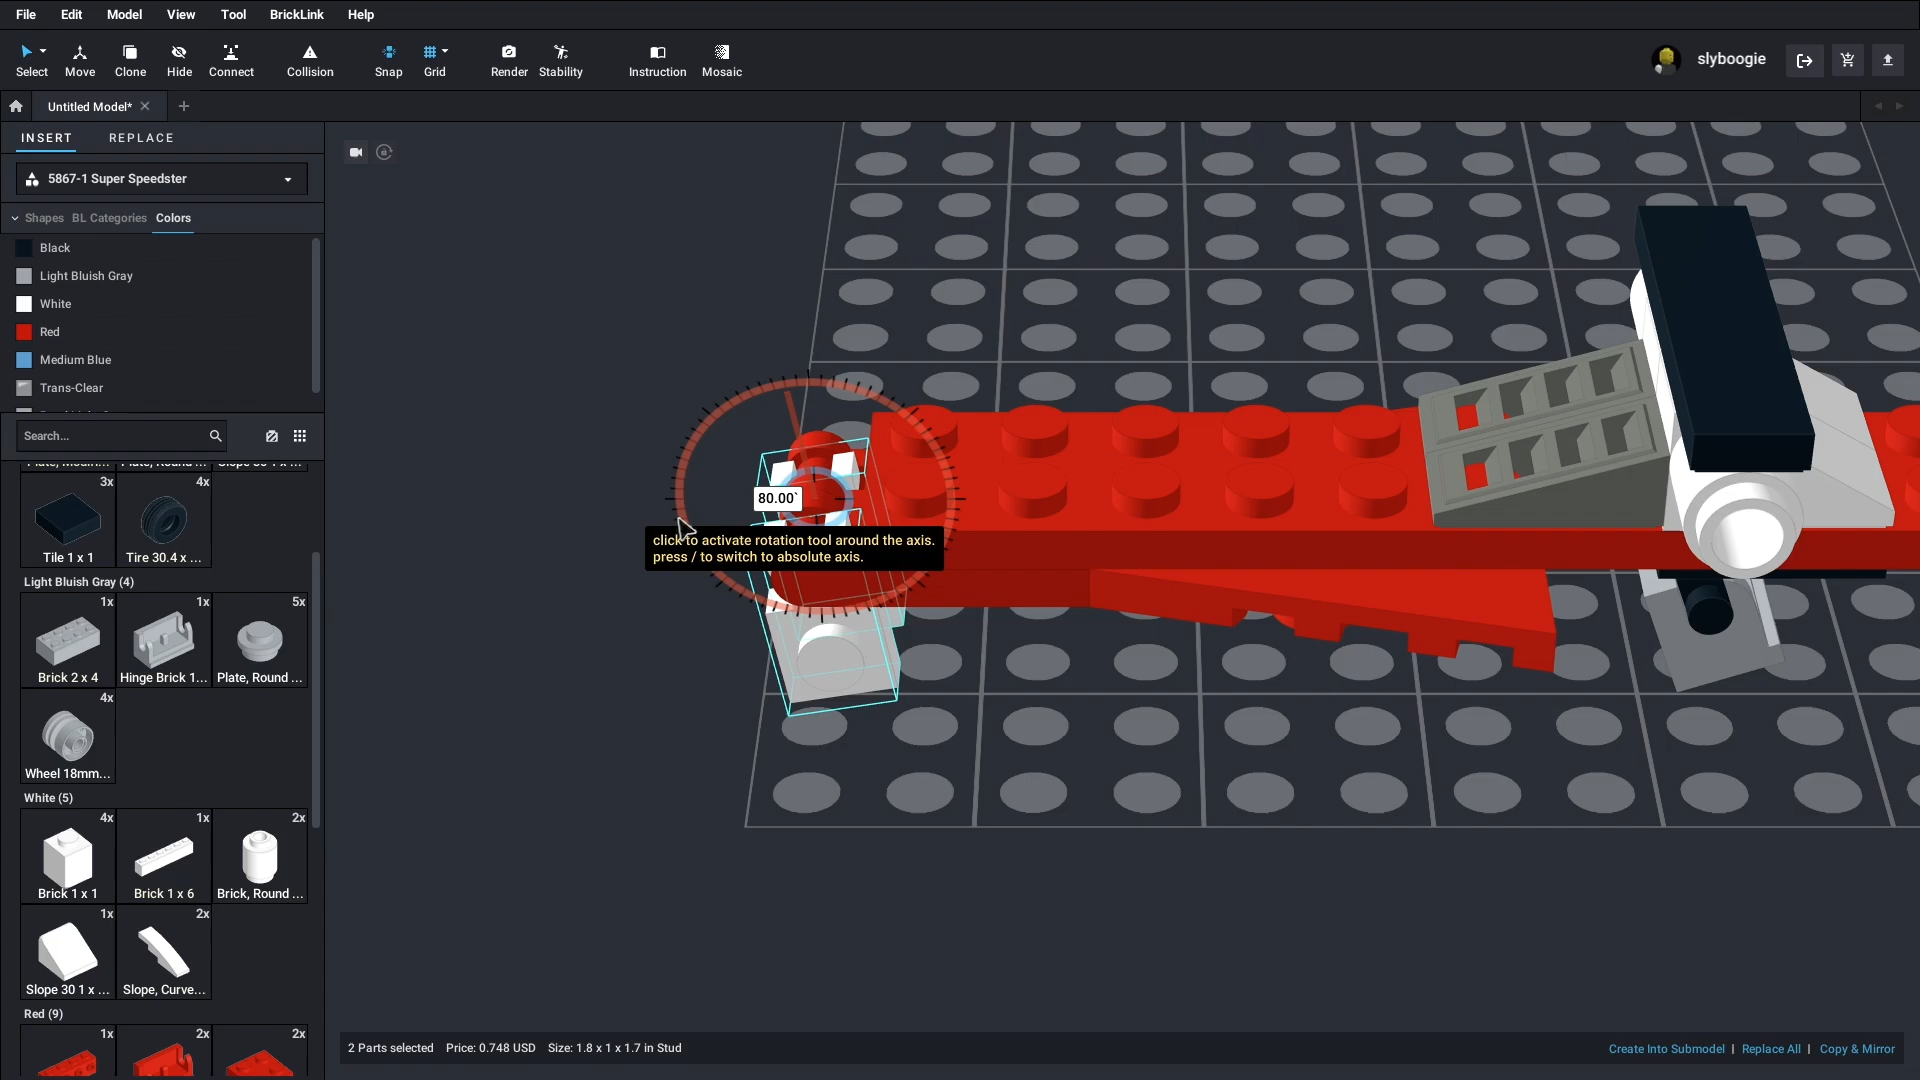 File Edit Model View Tool BrickLink Help
Select Move Clone Hide Connect Collision Snap Grid Render Stability Instruction Mosaic
slyboogie
Untitled Model*
INSERT REPLACE
5867-1 Super Speedster
Shapes BL Categories Colors
Black
Light Bluish Gray
White
Red
Medium Blue
Trans-Clear
Search...
Plate, Round ... Slope 30 1 x ...
3x 4x
Tile 1 x 1 Tire 30.4 x ...
Light Bluish Gray (4)
1x 1x 5x
Brick 2 x 4 Hinge Brick 1... Plate, Round ...
4x
Wheel 18mm...
White (5)
4x 1x 2x
Brick 1 x 1 Brick 1 x 6 Brick, Round ...
1x 2x
Slope 30 1 x ... Slope, Curve...
Red (9)
1x 2x 2x
80.00`
click to activate rotation tool around the axis.
press / to switch to absolute axis.
2 Parts selected Price: 0.748 USD Size: 1.8 x 1 x 1.7 in Stud
Create Into Submodel | Replace All | Copy & Mirror